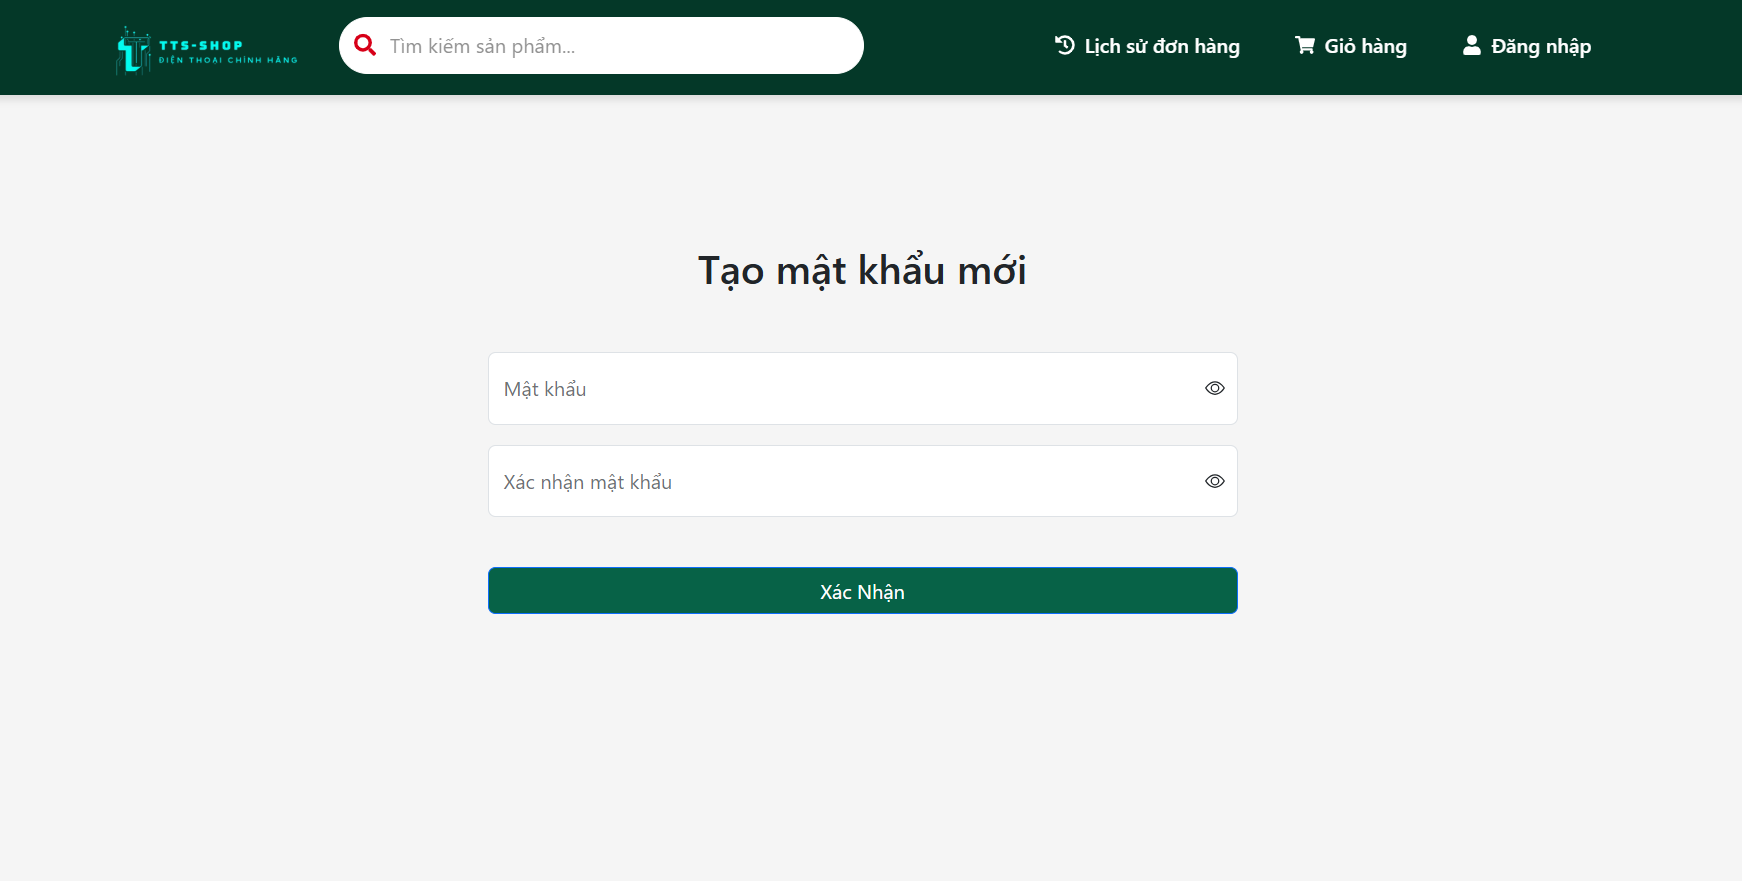 TTS-SHOP
ĐIỆN THOẠI CHÍNH HÃNG
Tìm kiếm sản phẩm...
Lịch sử đơn hàng
Giỏ hàng
Đăng nhập
Tạo mật khẩu mới
Mật khẩu
Xác nhận mật khẩu
Xác Nhận